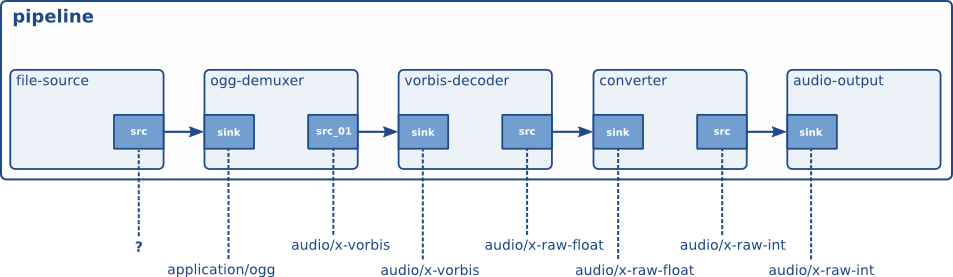 pipeline
file-source
ogg-demuxer
vorbis-decoder
converter
audio-output
src
sink
src_01
sink
src
sink
src
sink
?
application/ogg
audio/x-vorbis
audio/x-vorbis
audio/x-raw-float
audio/x-raw-float
audio/x-raw-int
audio/x-raw-int